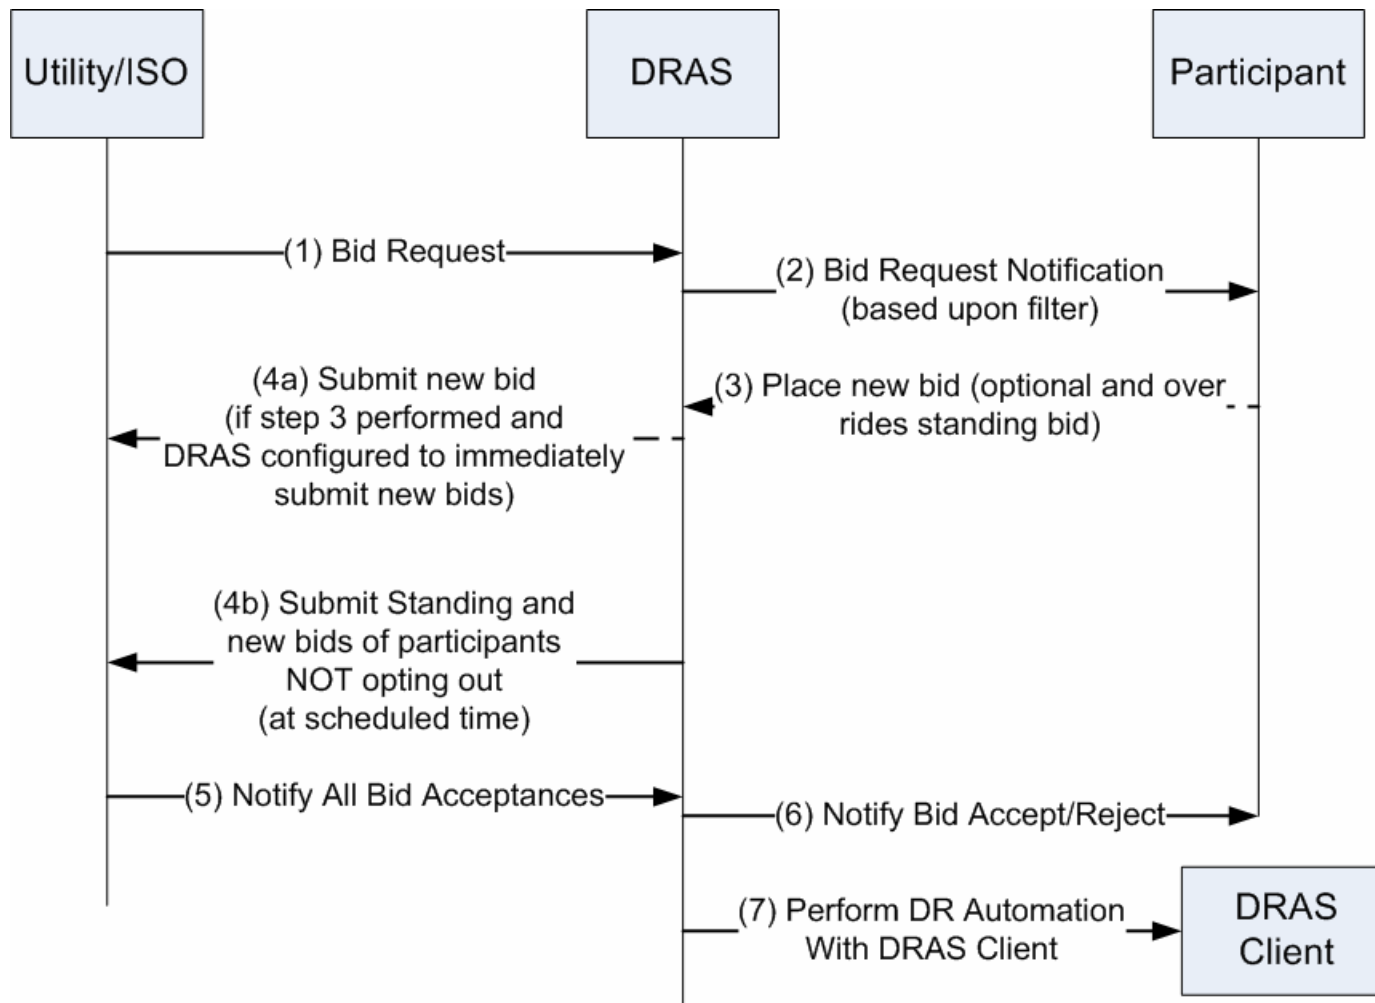 Utility/ISO
DRAS
Participant
(1) Bid Request
(2) Bid Request Notification
(based upon filter)
(3) Place new bid (optional and over
rides standing bid)
(4a) Submit new bid
(if step 3 performed and
DRAS configured to immediately
submit new bids)
(4b) Submit Standing and
new bids of participants
NOT opting out
(at scheduled time)
(5) Notify All Bid Acceptances
(6) Notify Bid Accept/Reject
(7) Perform DR Automation
With DRAS Client
DRAS
Client